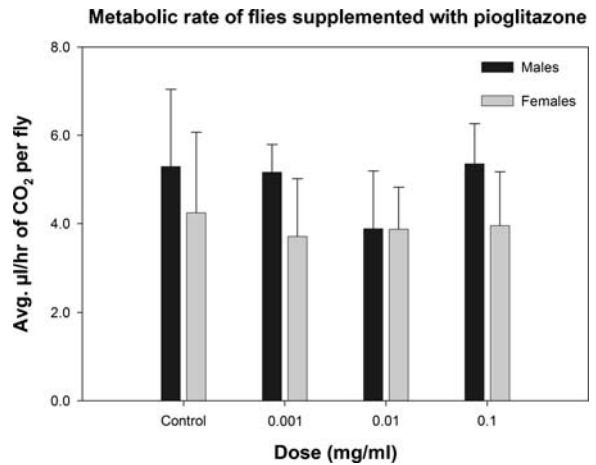 Metabolic rate of flies supplemented with pioglitazone
Avg. µl/hr of CO₂ per fly
8.0
6.0
4.0
2.0
0.0
Males
Females
Control
0.001
0.01
0.1
Dose (mg/ml)